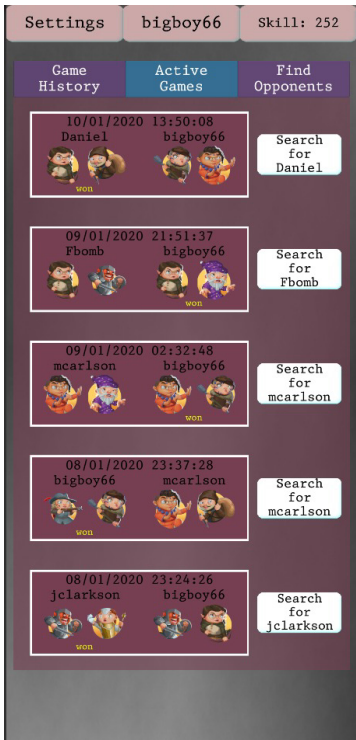 Settings bigboy66 Skill: 252
Game History Active Games Find Opponents
10/01/2020 13:50:08
Daniel bigboy66
won
Search for Daniel
09/01/2020 21:51:37
Fbomb bigboy66
won
Search for Fbomb
09/01/2020 02:32:48
mcarlson bigboy66
won
Search for mcarlson
08/01/2020 23:37:28
bigboy66 mcarlson
won
Search for mcarlson
08/01/2020 23:24:26
jclarkson bigboy66
won
Search for jclarkson